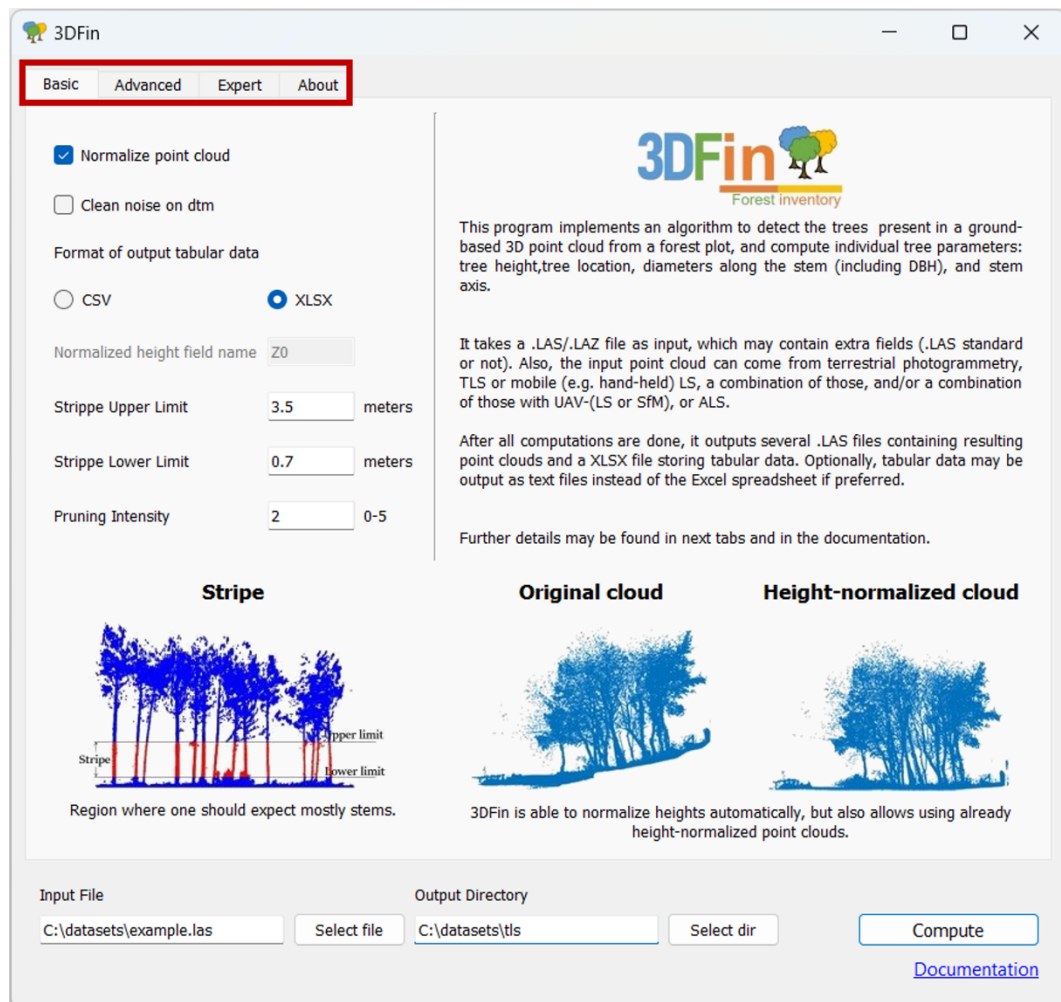 3DFin
Basic Advanced Expert About
Normalize point cloud
Clean noise on dtm
Format of output tabular data
CSV XLSX
Normalized height field name Z0
Strippe Upper Limit 3.5 meters
Strippe Lower Limit 0.7 meters
Pruning Intensity 2 0-5
3DFin
Forest inventory
This program implements an algorithm to detect the trees present in a ground-
based 3D point cloud from a forest plot, and compute individual tree parameters:
tree height,tree location, diameters along the stem (including DBH), and stem
axis.
It takes a .LAS/.LAZ file as input, which may contain extra fields (.LAS standard
or not). Also, the input point cloud can come from terrestrial photogrammetry,
TLS or mobile (e.g. hand-held) LS, a combination of those, and/or a combination
of those with UAV-(LS or SfM), or ALS.
After all computations are done, it outputs several .LAS files containing resulting
point clouds and a XLSX file storing tabular data. Optionally, tabular data may be
output as text files instead of the Excel spreadsheet if preferred.
Further details may be found in next tabs and in the documentation.
Stripe
Upper limit
Stripe
Lower limit
Region where one should expect mostly stems.
Original cloud Height-normalized cloud
3DFin is able to normalize heights automatically, but also allows using already
height-normalized point clouds.
Input File Output Directory
C:\datasets\example.las Select file C:\datasets\tls Select dir Compute
Documentation